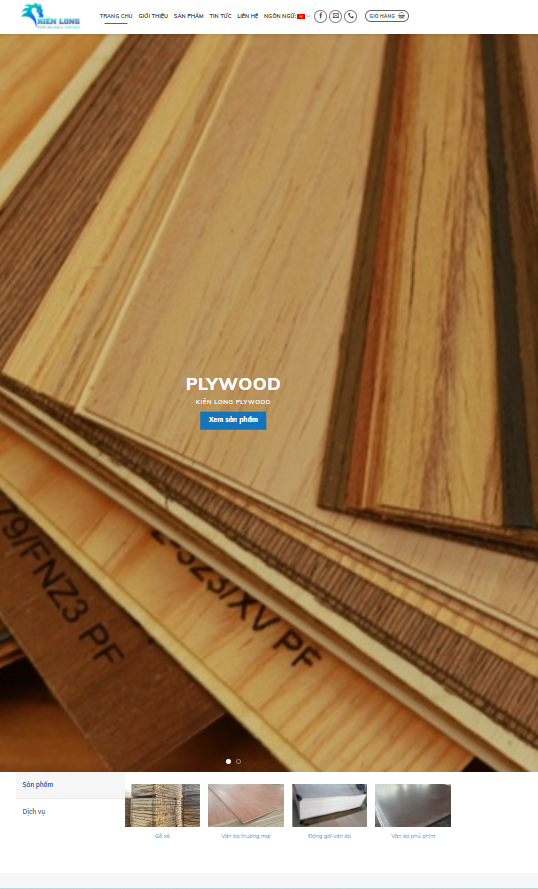 KIÊN LONG
TRANG CHỦ GIỚI THIỆU SẢN PHẨM TIN TỨC LIÊN HỆ NGÔN NGỮ: GIỎ HÀNG
PLYWOOD
KIÊN LONG PLYWOOD
Xem sản phẩm
79/FNZ3 PF
2-323/XV PF
Sản phẩm
Dịch vụ
Gỗ xẻ
Ván ép thương mại
Đóng gói ván ép
Ván ép phủ phim